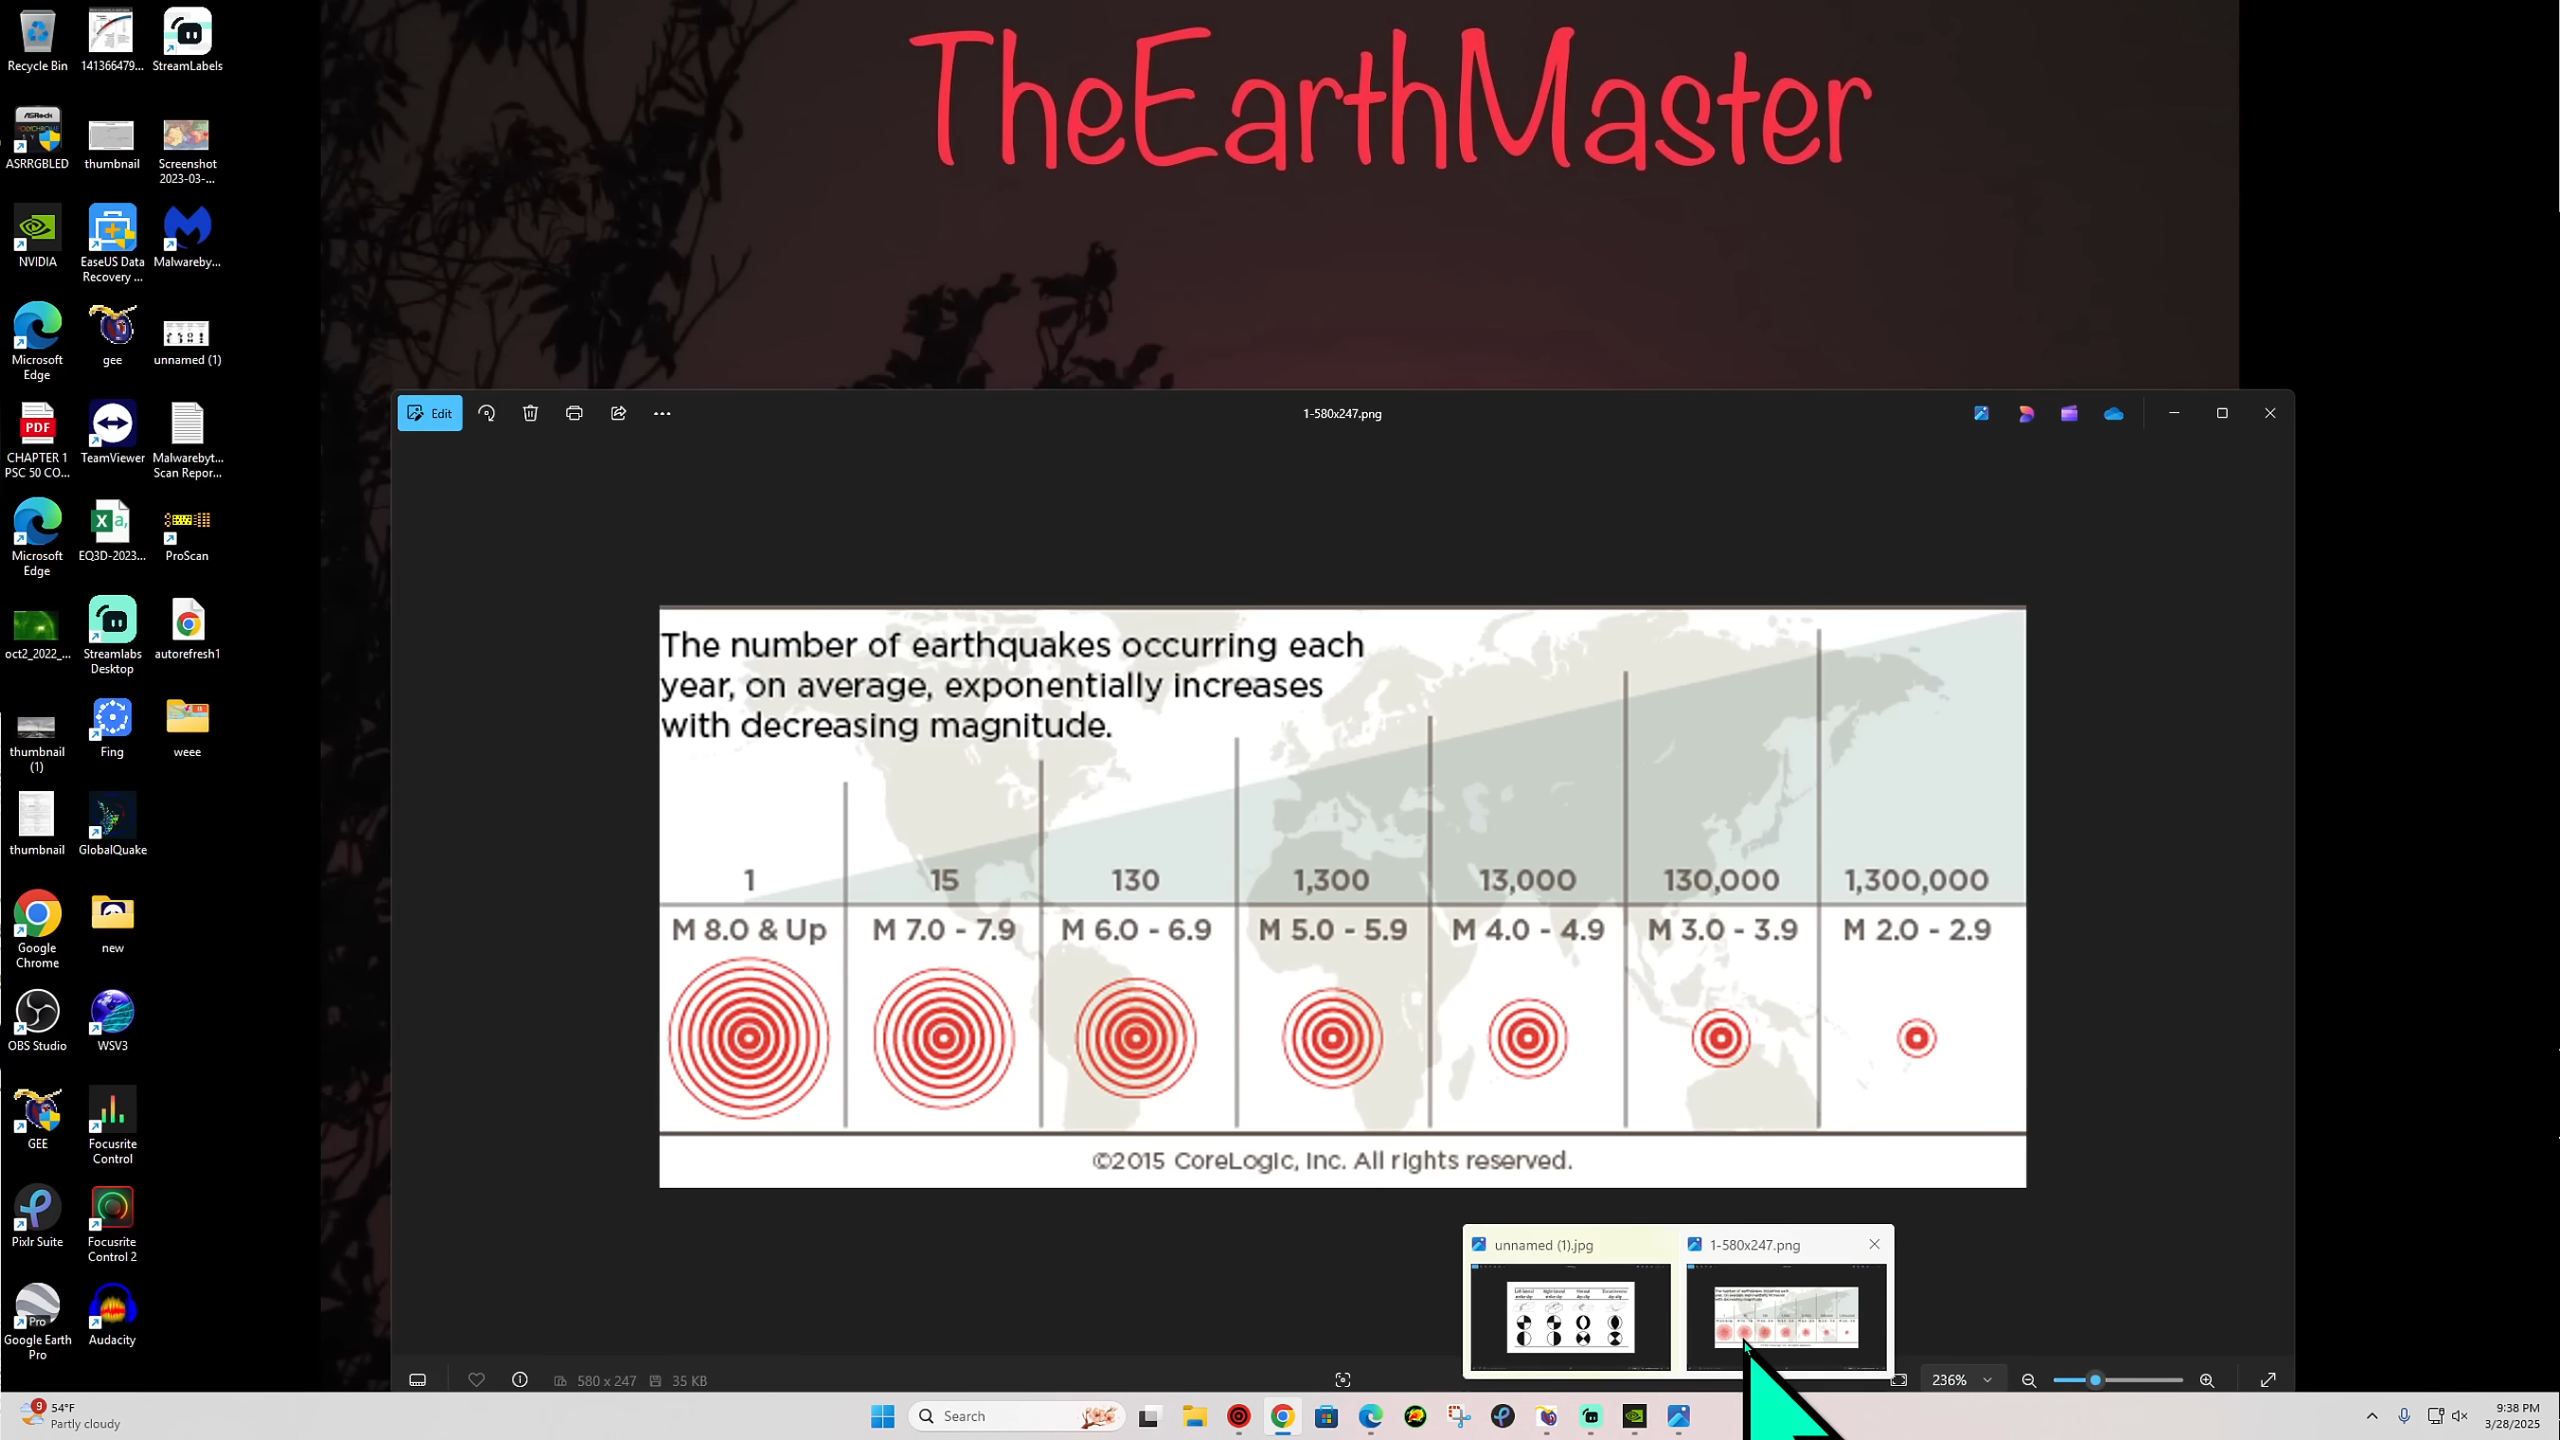 TheEarthMaster
Recycle Bin
141366479...
StreamLabels
ASRRGBLED
thumbnail
Screenshot
2023-03-...
NVIDIA
EaseUS Data
Recovery ...
Malwareby...
Microsoft
Edge
gee
unnamed (1)
PDF
CHAPTER 1
PSC 50 CO...
TeamViewer
Malwarebyt...
Scan Repor...
Microsoft
Edge
EQ3D-2023...
ProScan
oct2_2022_...
Streamlabs
Desktop
autorefresh1
thumbnail
(1)
Fing
weee
thumbnail
GlobalQuake
Google
Chrome
new
OBS Studio
WSV3
GEE
Focusrite
Control
Pixlr Suite
Focusrite
Control 2
Pro
Google Earth
Pro
Audacity
Edit
1-580x247.png
The number of earthquakes occurring each
year, on average, exponentially increases
with decreasing magnitude.
1 15 130 1,300 13,000 130,000 1,300,000
M 8.0 & Up M 7.0 - 7.9 M 6.0 - 6.9 M 5.0 - 5.9 M 4.0 - 4.9 M 3.0 - 3.9 M 2.0 - 2.9
©2015 CoreLogic, Inc. All rights reserved.
unnamed (1).jpg
1-580x247.png
580 x 247
35 KB
236%
9
54°F
Partly cloudy
Search
9:38 PM
3/28/2025